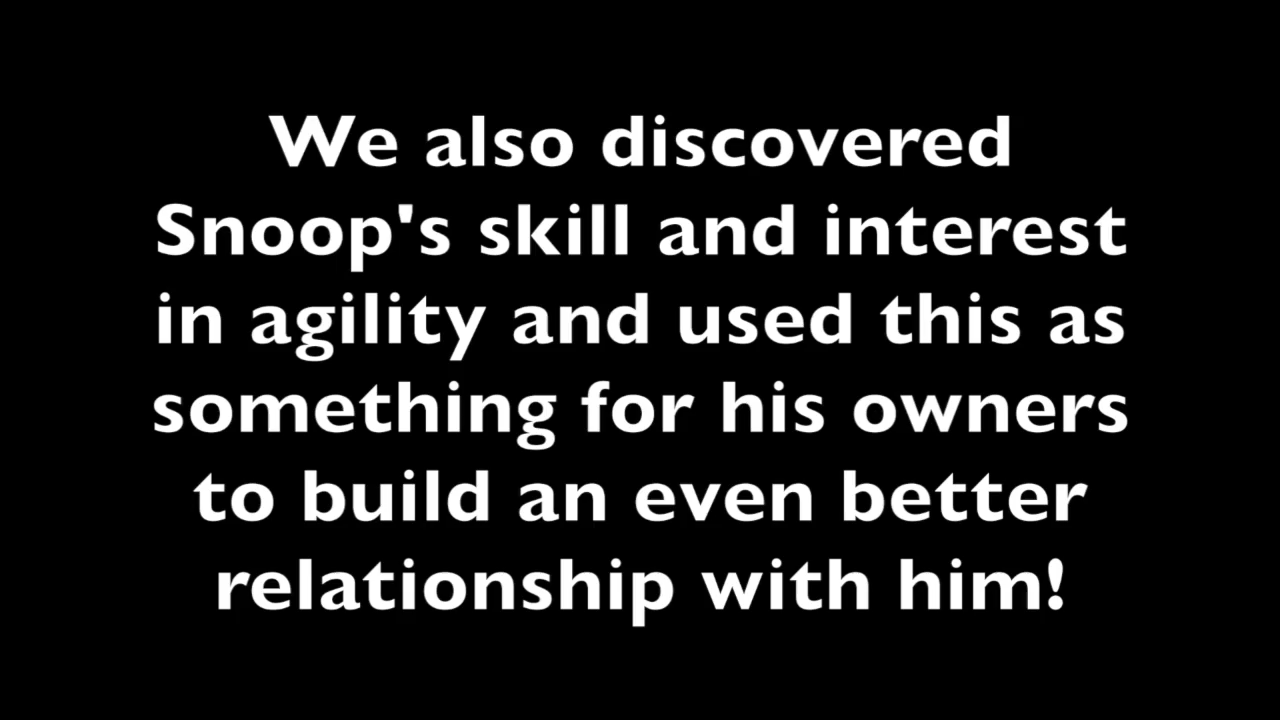 We also discovered
Snoop's skill and interest
in agility and used this as
something for his owners
to build an even better
relationship with him!